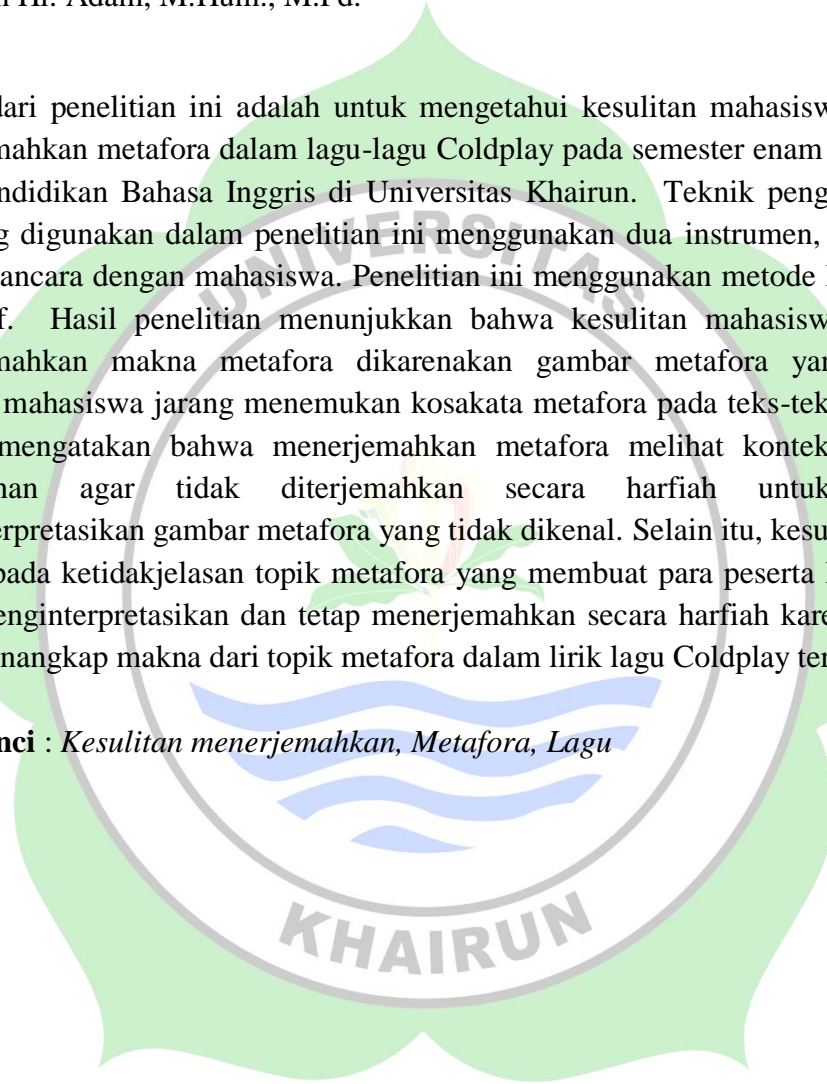 Hi. Adam, M.Hum., M.Pd.
dari penelitian ini adalah untuk mengetahui kesulitan mahasisw
mahkan metafora dalam lagu-lagu Coldplay pada semester enam
ndidikan Bahasa Inggris di Universitas Khairun. Teknik peng
g digunakan dalam penelitian ini menggunakan dua instrumen,
ancara dengan mahasiswa. Penelitian ini menggunakan metode
f. Hasil penelitian menunjukkan bahwa kesulitan mahasisw
mahkan makna metafora dikarenakan gambar metafora yan
mahasiswa jarang menemukan kosakata metafora pada teks-tek
mengatakan bahwa menerjemahkan metafora melihat kontek
nan agar tidak diterjemahkan secara harfiah untuk
erpretasikan gambar metafora yang tidak dikenal. Selain itu, kesu
pada ketidakjelasan topik metafora yang membuat para peserta
enginterpretasikan dan tetap menerjemahkan secara harfiah kare
nangkap makna dari topik metafora dalam lirik lagu Coldplay ter
nci : Kesulitan menerjemahkan, Metafora, Lagu
UNIVERSITAS
KHAIRUN